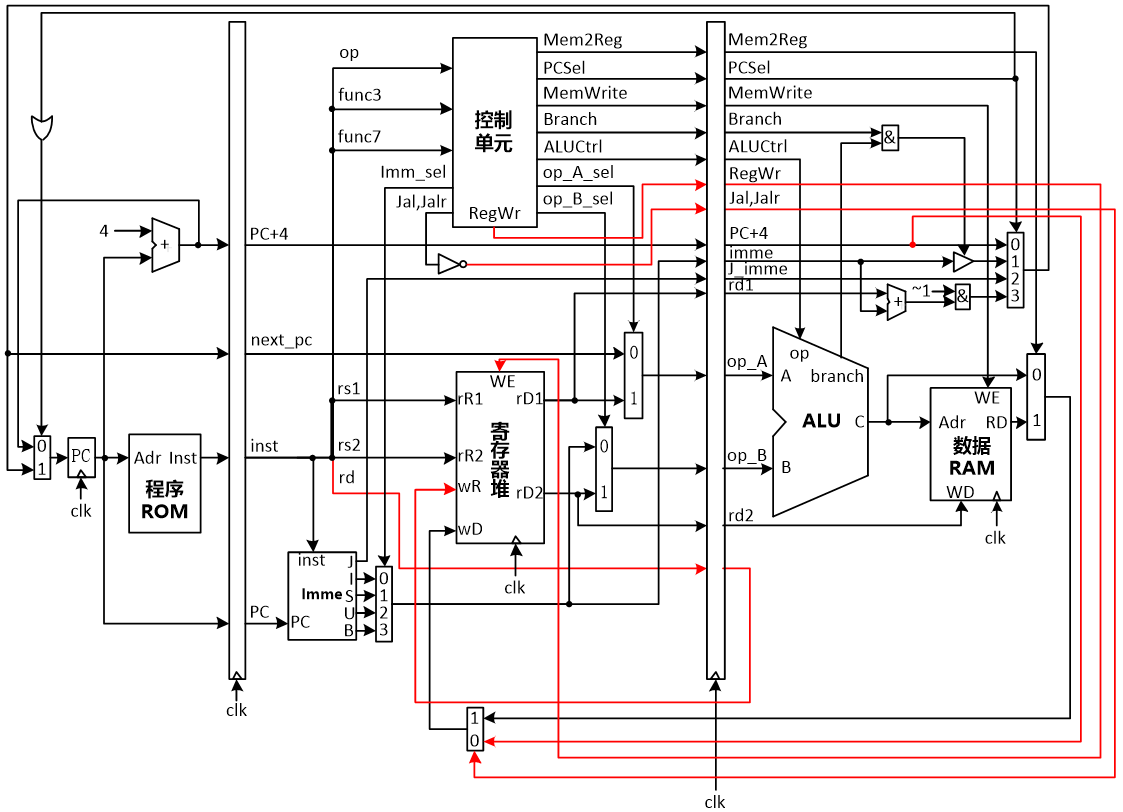 op
func3
func7
控制
单元
Mem2Reg
PCSel
MemWrite
Branch
ALUCtrl
op_A_sel
op_B_sel
Imm_sel
Jal,Jalr
RegWr
Mem2Reg
PCSel
MemWrite
Branch
ALUCtrl
RegWr
Jal,Jalr
PC+4
imme
J_imme
rd1
&
~1
&
+
0
1
2
3
4
+
PC+4
next_pc
inst
PC
0
1
PC
clk
Adr Inst
程序
ROM
clk
rs1
rs2
rd
WE
rR1
rR2
wR
wD
rD1
rD2
寄存器堆
clk
0
1
0
1
inst
PC
Imme
J
I
S
U
B
0
1
2
3
op_A
op_B
rd2
op
A
B
branch
ALU
C
WE
Adr RD
数据
RAM
WD
clk
0
1
1
0
clk